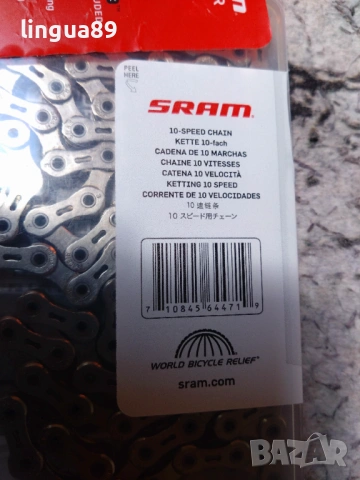 lingua89
PEEL
HERE
SRAM
10-SPEED CHAIN
KETTE 10-fach
CADENA DE 10 MARCHAS
CHAINE 10 VITESSES
CATENA 10 VELOCITÀ
KETTING 10 SPEED
CORRENTE DE 10 VELOCIDADES
10 速链条
10 スピード用チェーン
7 10845 64471 9
WORLD BICYCLE RELIEF
sram.com
BAZAR